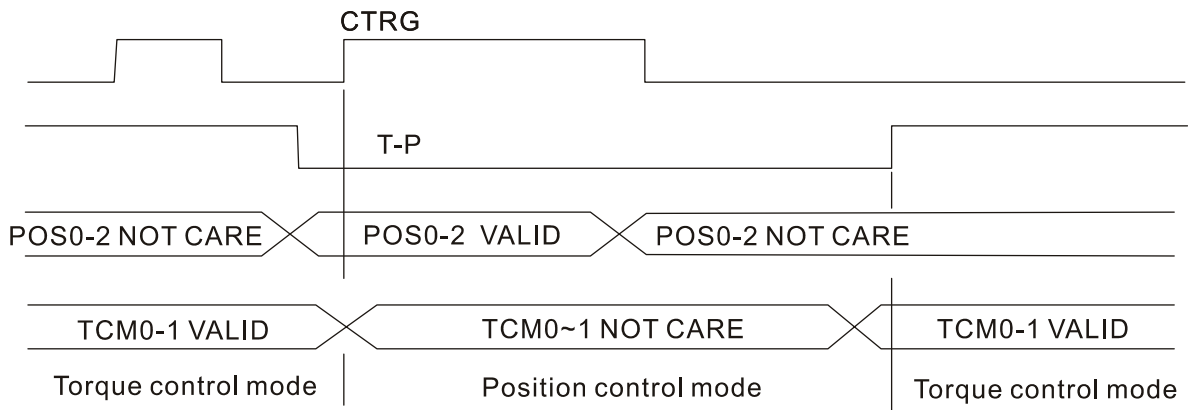 CTRG
T-P
POS0-2 NOT CARE POS0-2 VALID POS0-2 NOT CARE
TCM0-1 VALID TCM0~1 NOT CARE TCM0-1 VALID
Torque control mode Position control mode Torque control mode